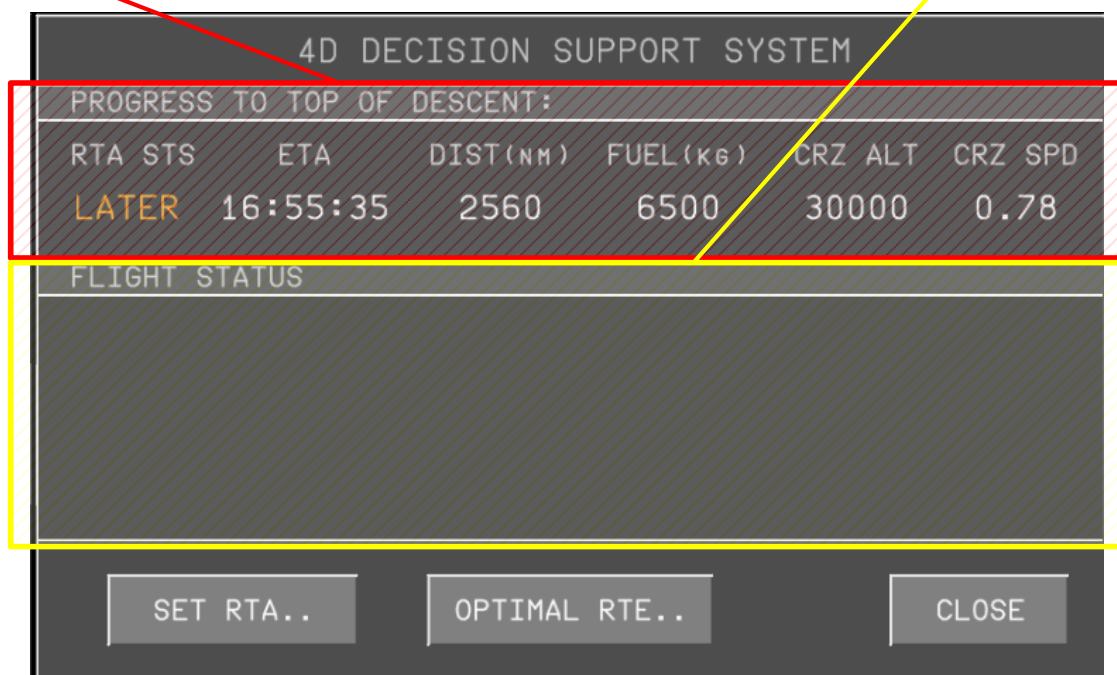 4D DECISION SUPPORT SYSTEM
PROGRESS TO TOP OF DESCENT:
RTA STS ETA DIST(NM) FUEL(KG) CRZ ALT CRZ SPD
LATER 16:55:35 2560 6500 30000 0.78
FLIGHT STATUS
SET RTA.. OPTIMAL RTE.. CLOSE